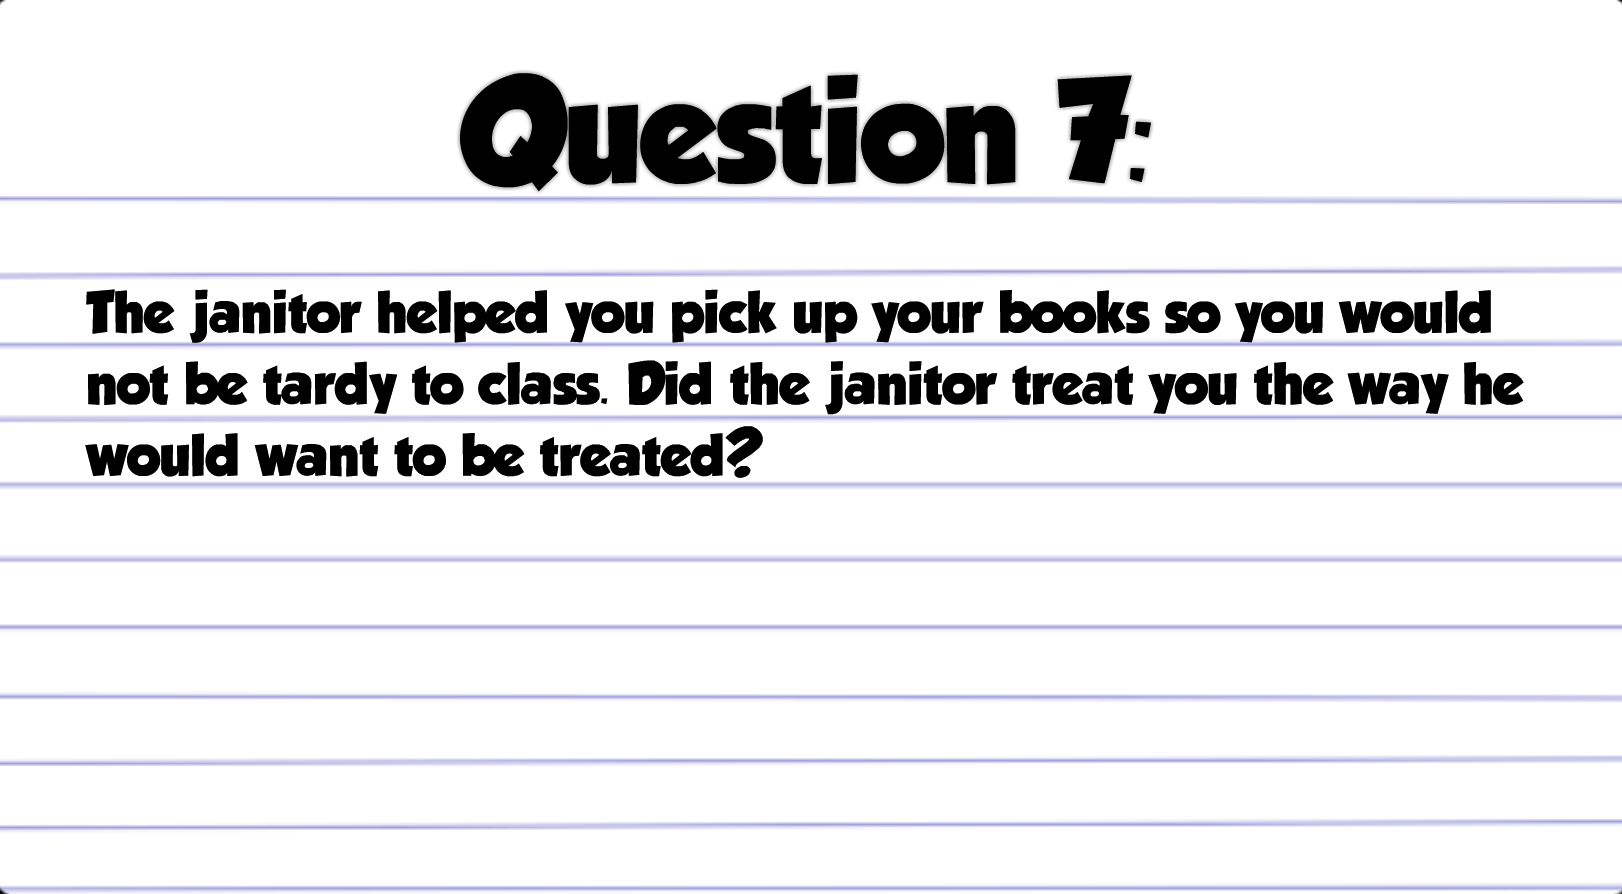 Question 7:
The janitor helped you pick up your books so you would
not be tardy to class. Did the janitor treat you the way he
would want to be treated?